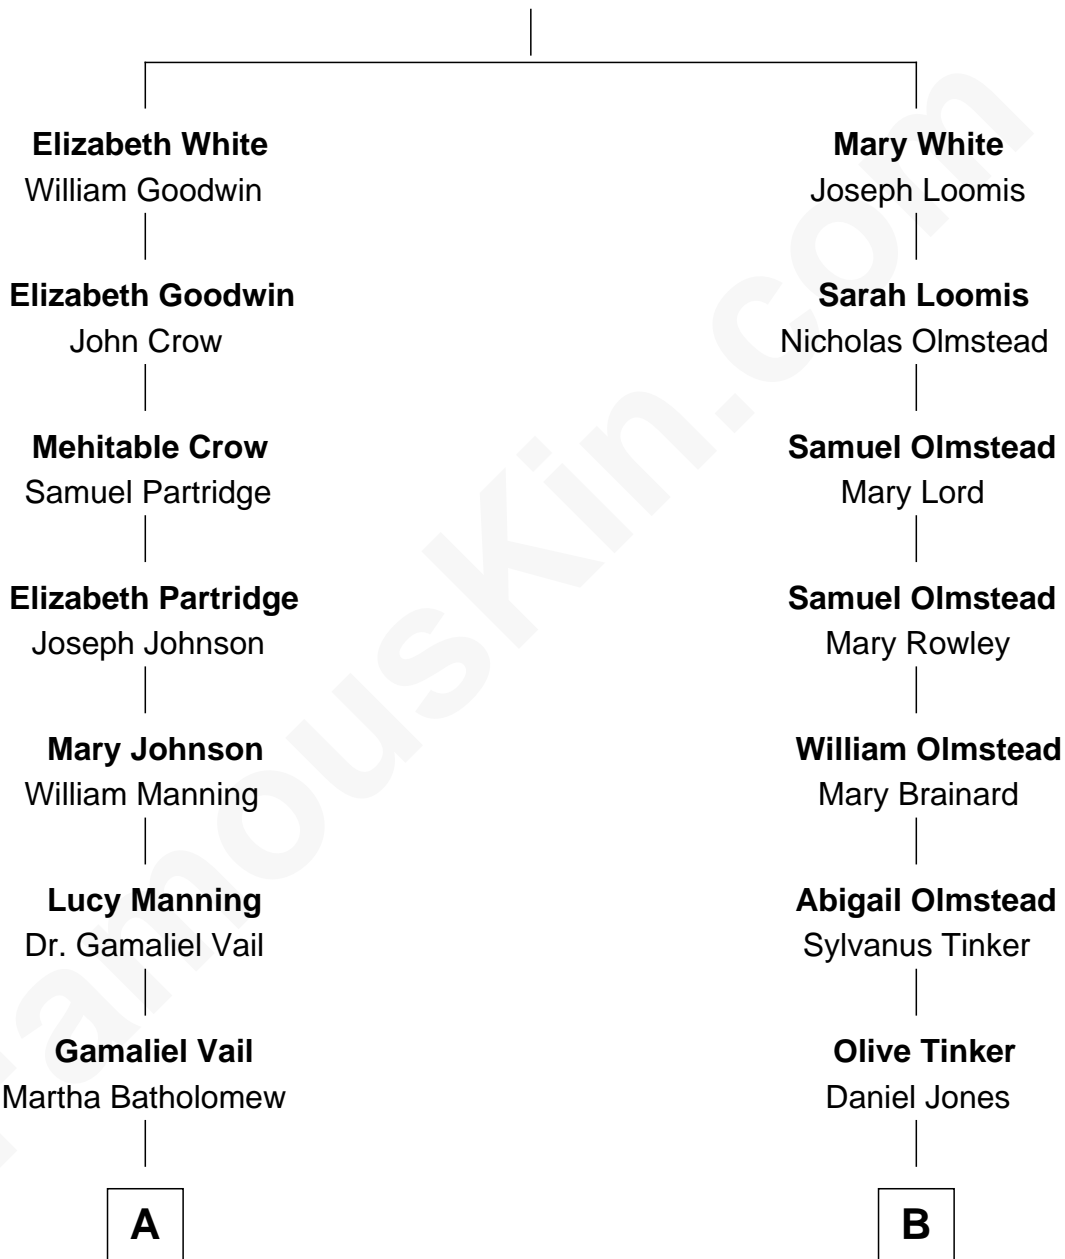 Elizabeth White
William Goodwin
Elizabeth Goodwin
John Crow
Mehitable Crow
Samuel Partridge
Elizabeth Partridge
Joseph Johnson
Mary Johnson
William Manning
Lucy Manning
Dr. Gamaliel Vail
Gamaliel Vail
Martha Batholomew
A
Mary White
Joseph Loomis
Sarah Loomis
Nicholas Olmstead
Samuel Olmstead
Mary Lord
Samuel Olmstead
Mary Rowley
William Olmstead
Mary Brainard
Abigail Olmstead
Sylvanus Tinker
Olive Tinker
Daniel Jones
B
FamousKin.com